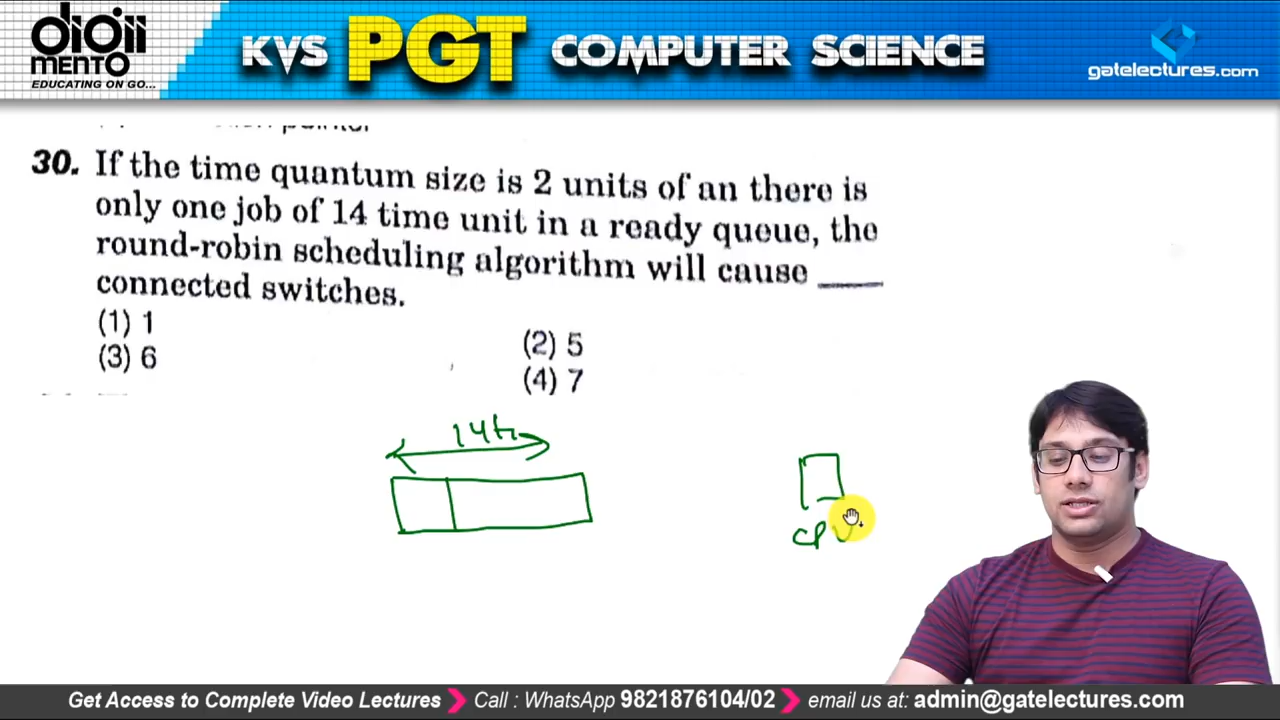 digii
MENTO
EDUCATING ON GO...
KVS PGT COMPUTER SCIENCE
gatelectures.com
30. If the time quantum size is 2 units of an there is
only one job of 14 time unit in a ready queue, the
round-robin scheduling algorithm will cause ____
connected switches.
(1) 1
(2) 5
(3) 6
(4) 7
CPU
Get Access to Complete Video Lectures
Call : WhatsApp 9821876104/02
email us at: admin@gatelectures.com